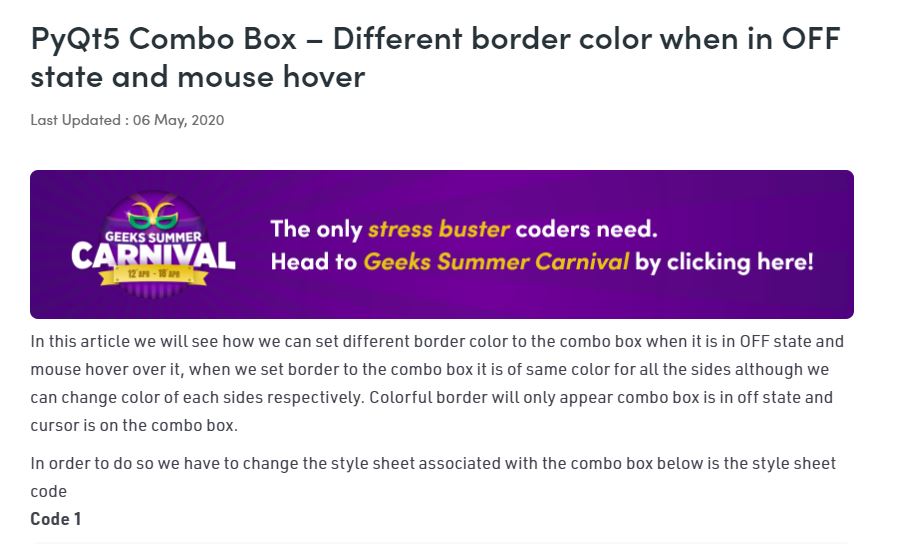 PyQt5 Combo Box – Different border color when in OFF
state and mouse hover
Last Updated : 06 May, 2020
GEEKS SUMMER
CARNIVAL
12 APR - 18 APR
The only stress buster coders need.
Head to Geeks Summer Carnival by clicking here!
In this article we will see how we can set different border color to the combo box when it is in OFF state and
mouse hover over it, when we set border to the combo box it is of same color for all the sides although we
can change color of each sides respectively. Colorful border will only appear combo box is in off state and
cursor is on the combo box.
In order to do so we have to change the style sheet associated with the combo box below is the style sheet
code
Code 1